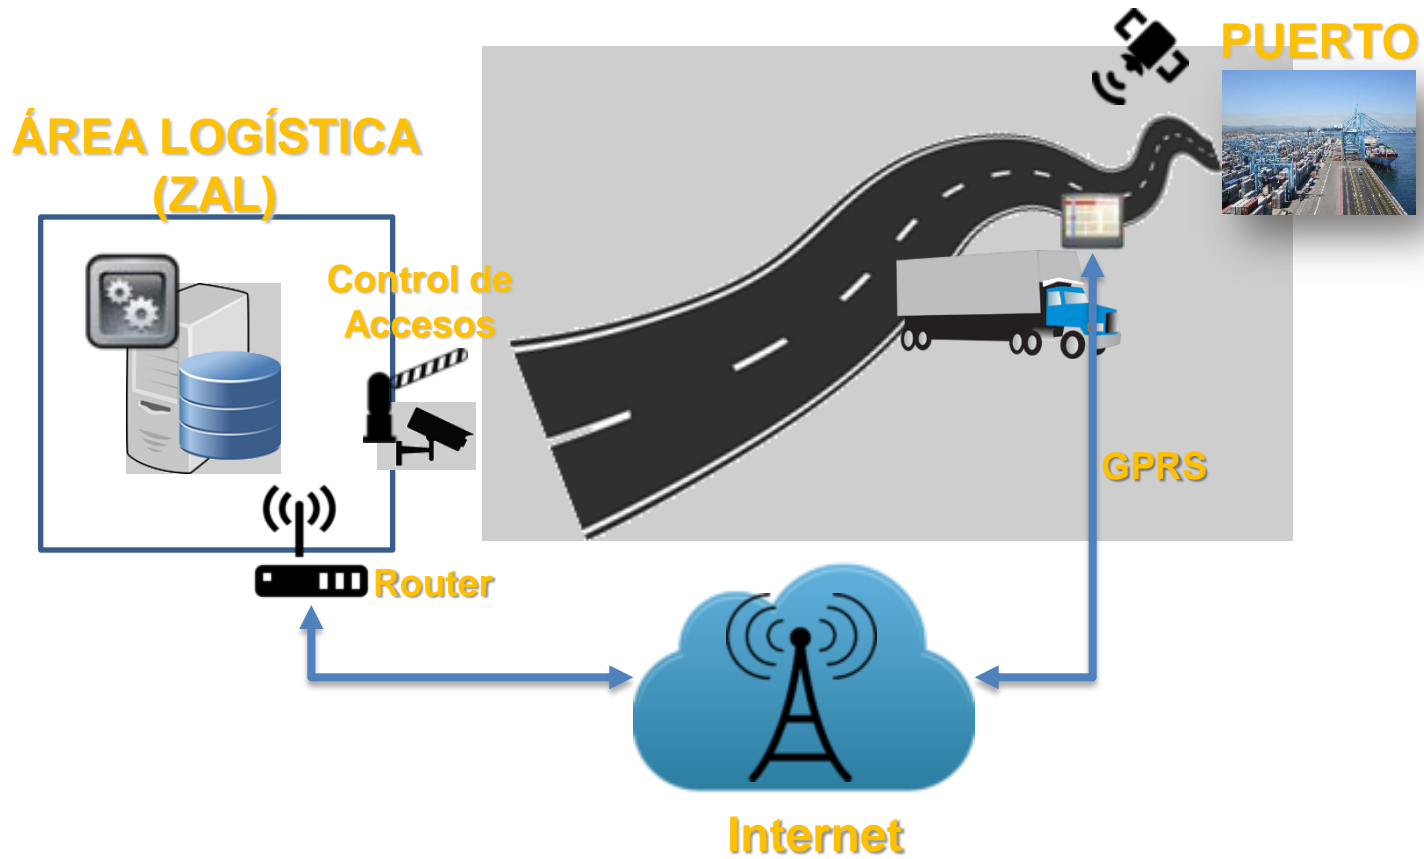 PUERTO
ÁREA LOGÍSTICA
(ZAL)
Control de
Accesos
GPRS
Router
Internet